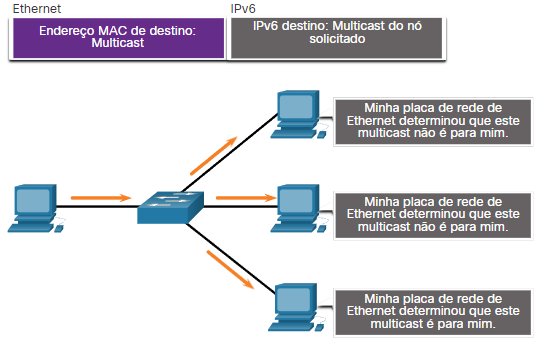 Ethernet
IPv6
Endereço MAC de destino:
Multicast
IPv6 destino: Multicast do nó
solicitado
Minha placa de rede de
Ethernet determinou que este
multicast não é para mim.
Minha placa de rede de
Ethernet determinou que este
multicast não é para mim.
Minha placa de rede de
Ethernet determinou que este
multicast é para mim.